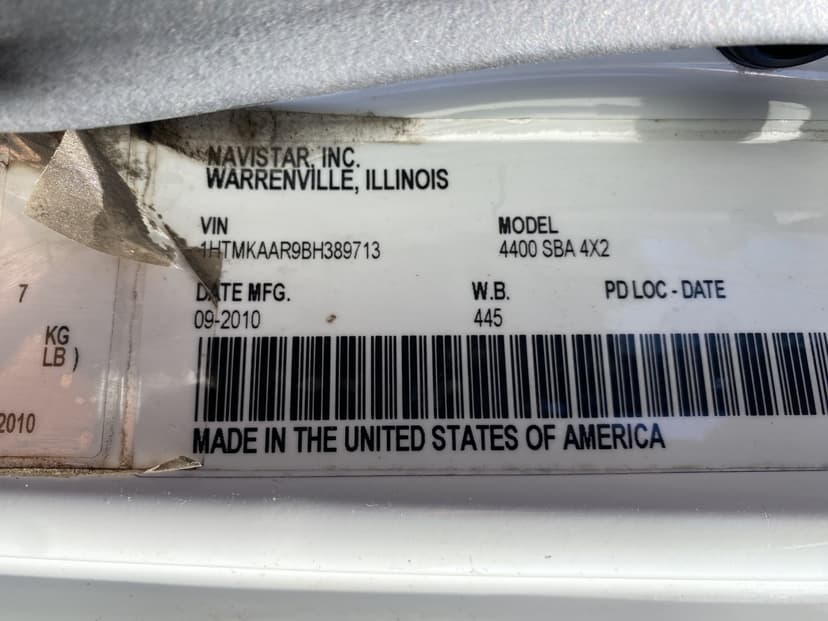 NAVISTAR, INC.
WARRENVILLE, ILLINOIS
VIN MODEL
1HTMKAAR9BH389713 4400 SBA 4X2
DATE MFG. W.B. PD LOC - DATE
09-2010 445
MADE IN THE UNITED STATES OF AMERICA
7
KG
LB )
2010